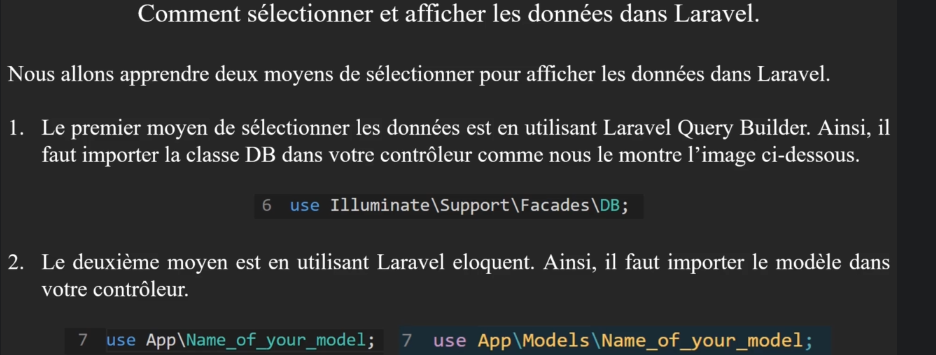 Comment sélectionner et afficher les données dans Laravel.
Nous allons apprendre deux moyens de sélectionner pour afficher les données dans Laravel.
1. Le premier moyen de sélectionner les données est en utilisant Laravel Query Builder. Ainsi, il
faut importer la classe DB dans votre contrôleur comme nous le montre l’image ci-dessous.
6 use Illuminate\Support\Facades\DB;
2. Le deuxième moyen est en utilisant Laravel eloquent. Ainsi, il faut importer le modèle dans
votre contrôleur.
7 use App\Name_of_your_model; 7 use App\Models\Name_of_your_model;